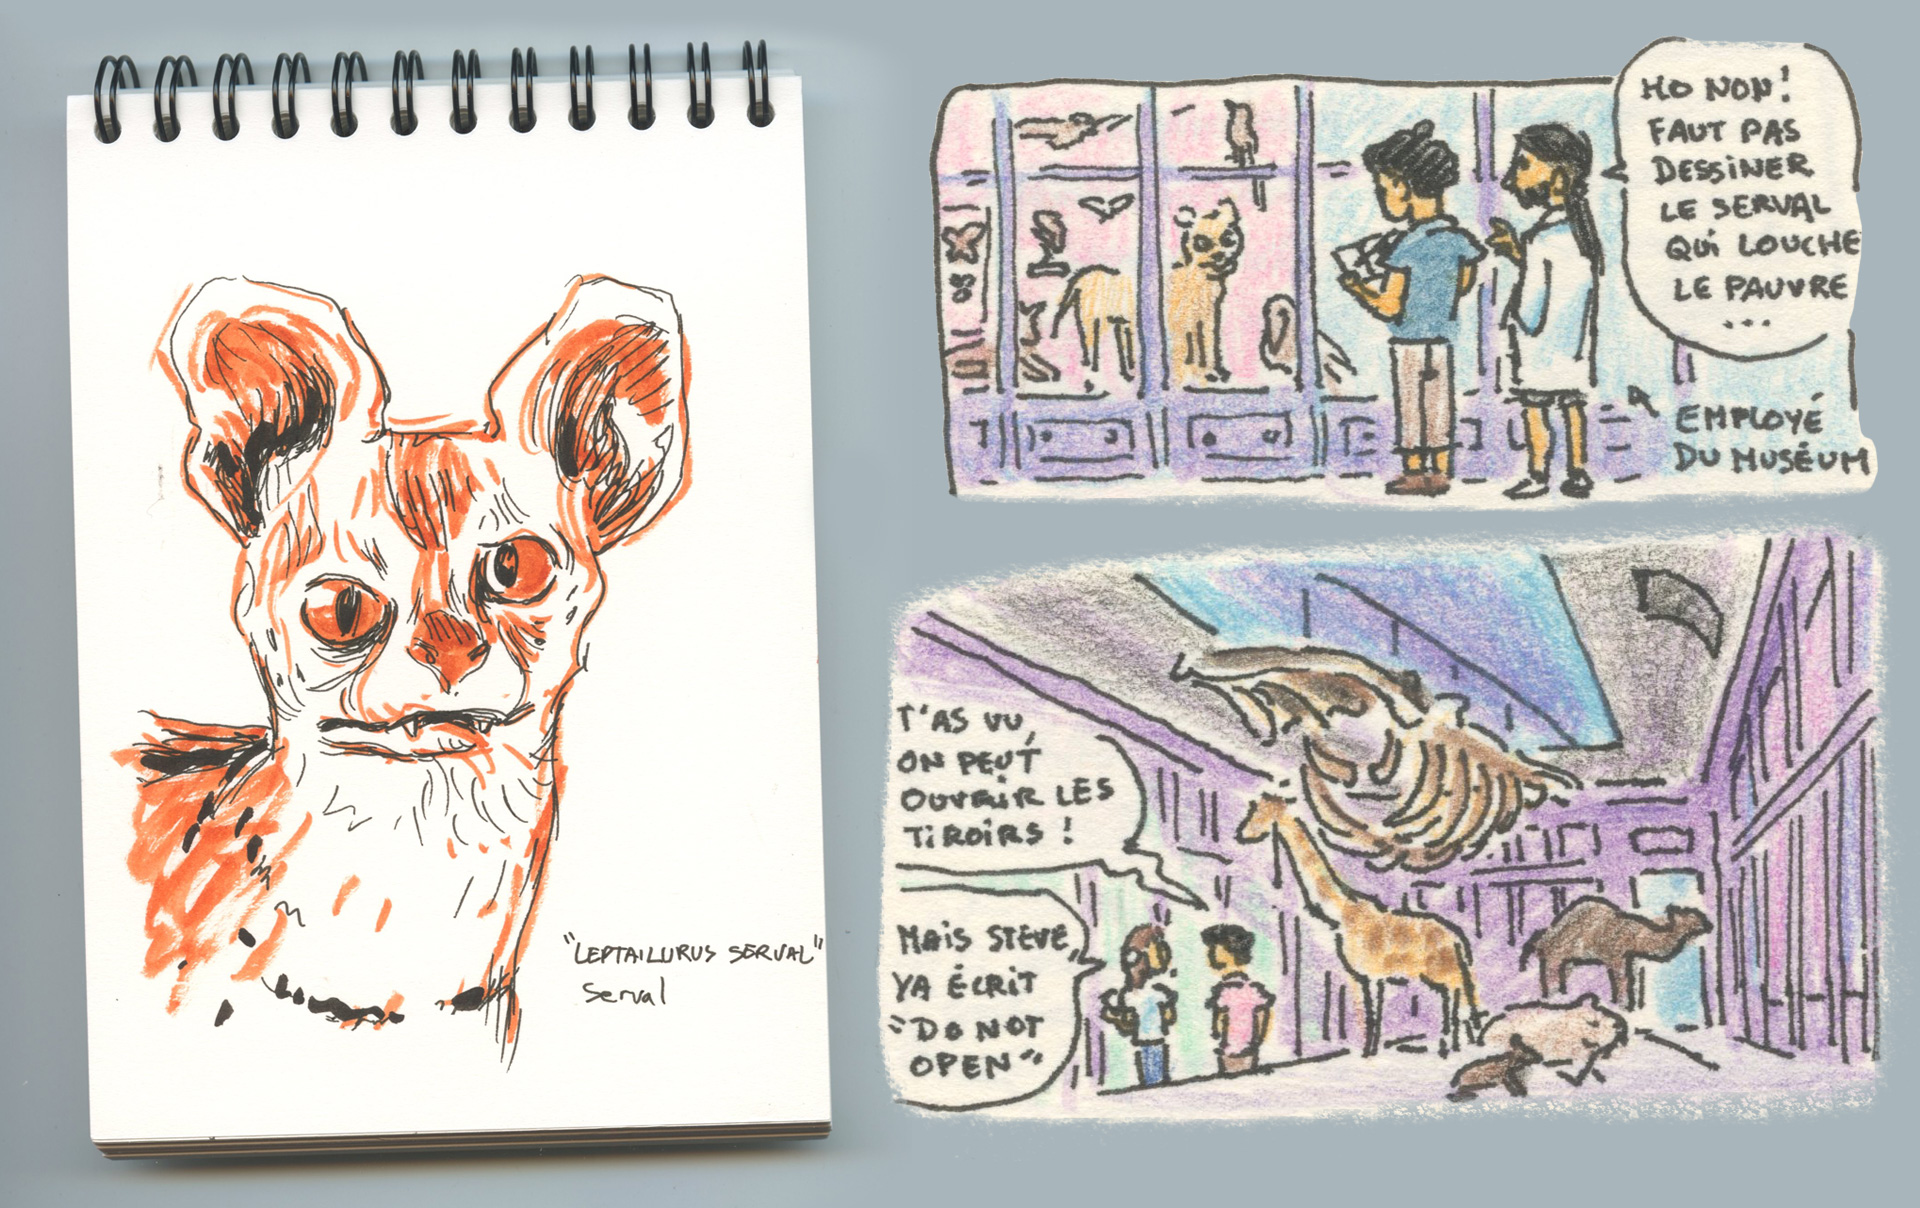 "LEPTAILURUS SERVAL"
Serval
HO NON!
FAUT PAS
DESSINER
LE SERVAL
QUi LOUCHE
LE PAUVRE
...
EMPLOYÉ
DU MUSÉUM
T'AS VU,
ON PEUT
OUVRIR LES
TiROIRS !
MAiS STEVE,
YA ÉCRIT
"DO NOT
OPEN"